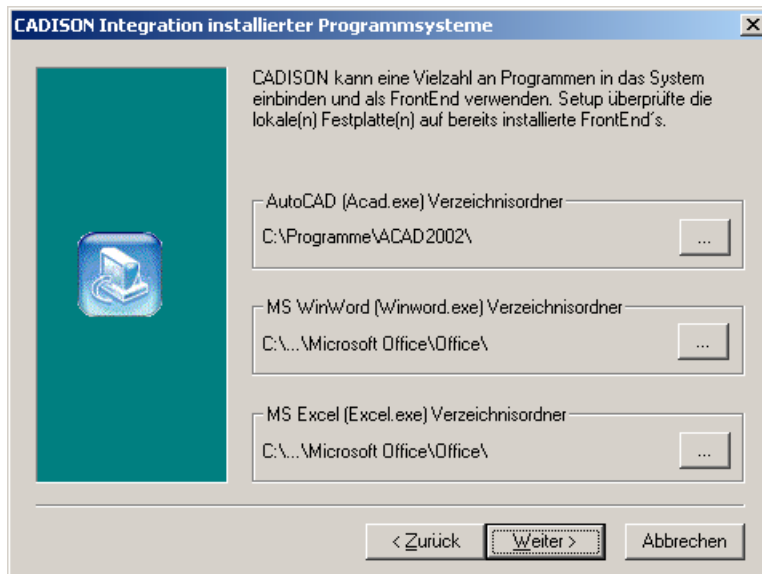 CADISON Integration installierter Programmsysteme
CADISON kann eine Vielzahl an Programmen in das System
einbinden und als FrontEnd verwenden. Setup überprüfte die
lokale(n) Festplatte(n) auf bereits installierte FrontEnd´s.
AutoCAD (Acad.exe) Verzeichnisordner
C:\Programme\ACAD2002\
...
MS WinWord (Winword.exe) Verzeichnisordner
C:\...\Microsoft Office\Office\
...
MS Excel (Excel.exe) Verzeichnisordner
C:\...\Microsoft Office\Office\
...
< Zurück
Weiter >
Abbrechen